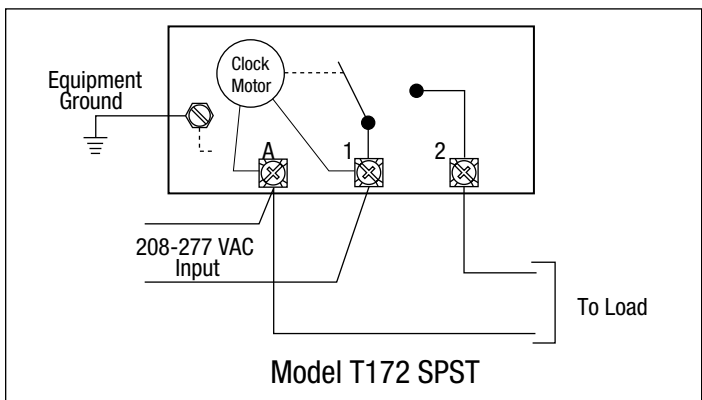 Clock
Motor
Equipment
Ground
A
1
2
208-277 VAC
Input
To Load
Model T172 SPST